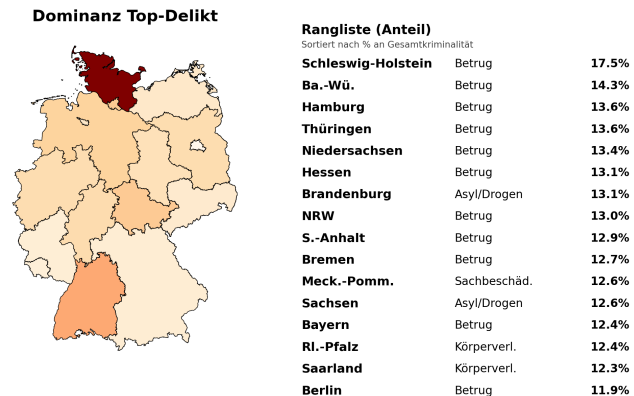 Dominanz Top-Delikt
Rangliste (Anteil)
Sortiert nach % an Gesamtkriminalität
Schleswig-Holstein Betrug 17.5%
Ba.-Wü. Betrug 14.3%
Hamburg Betrug 13.6%
Thüringen Betrug 13.6%
Niedersachsen Betrug 13.4%
Hessen Betrug 13.1%
Brandenburg Asyl/Drogen 13.1%
NRW Betrug 13.0%
S.-Anhalt Betrug 12.9%
Bremen Betrug 12.7%
Meck.-Pomm. Sachbeschäd. 12.6%
Sachsen Asyl/Drogen 12.6%
Bayern Betrug 12.4%
Rl.-Pfalz Körperverl. 12.4%
Saarland Körperverl. 12.3%
Berlin Betrug 11.9%